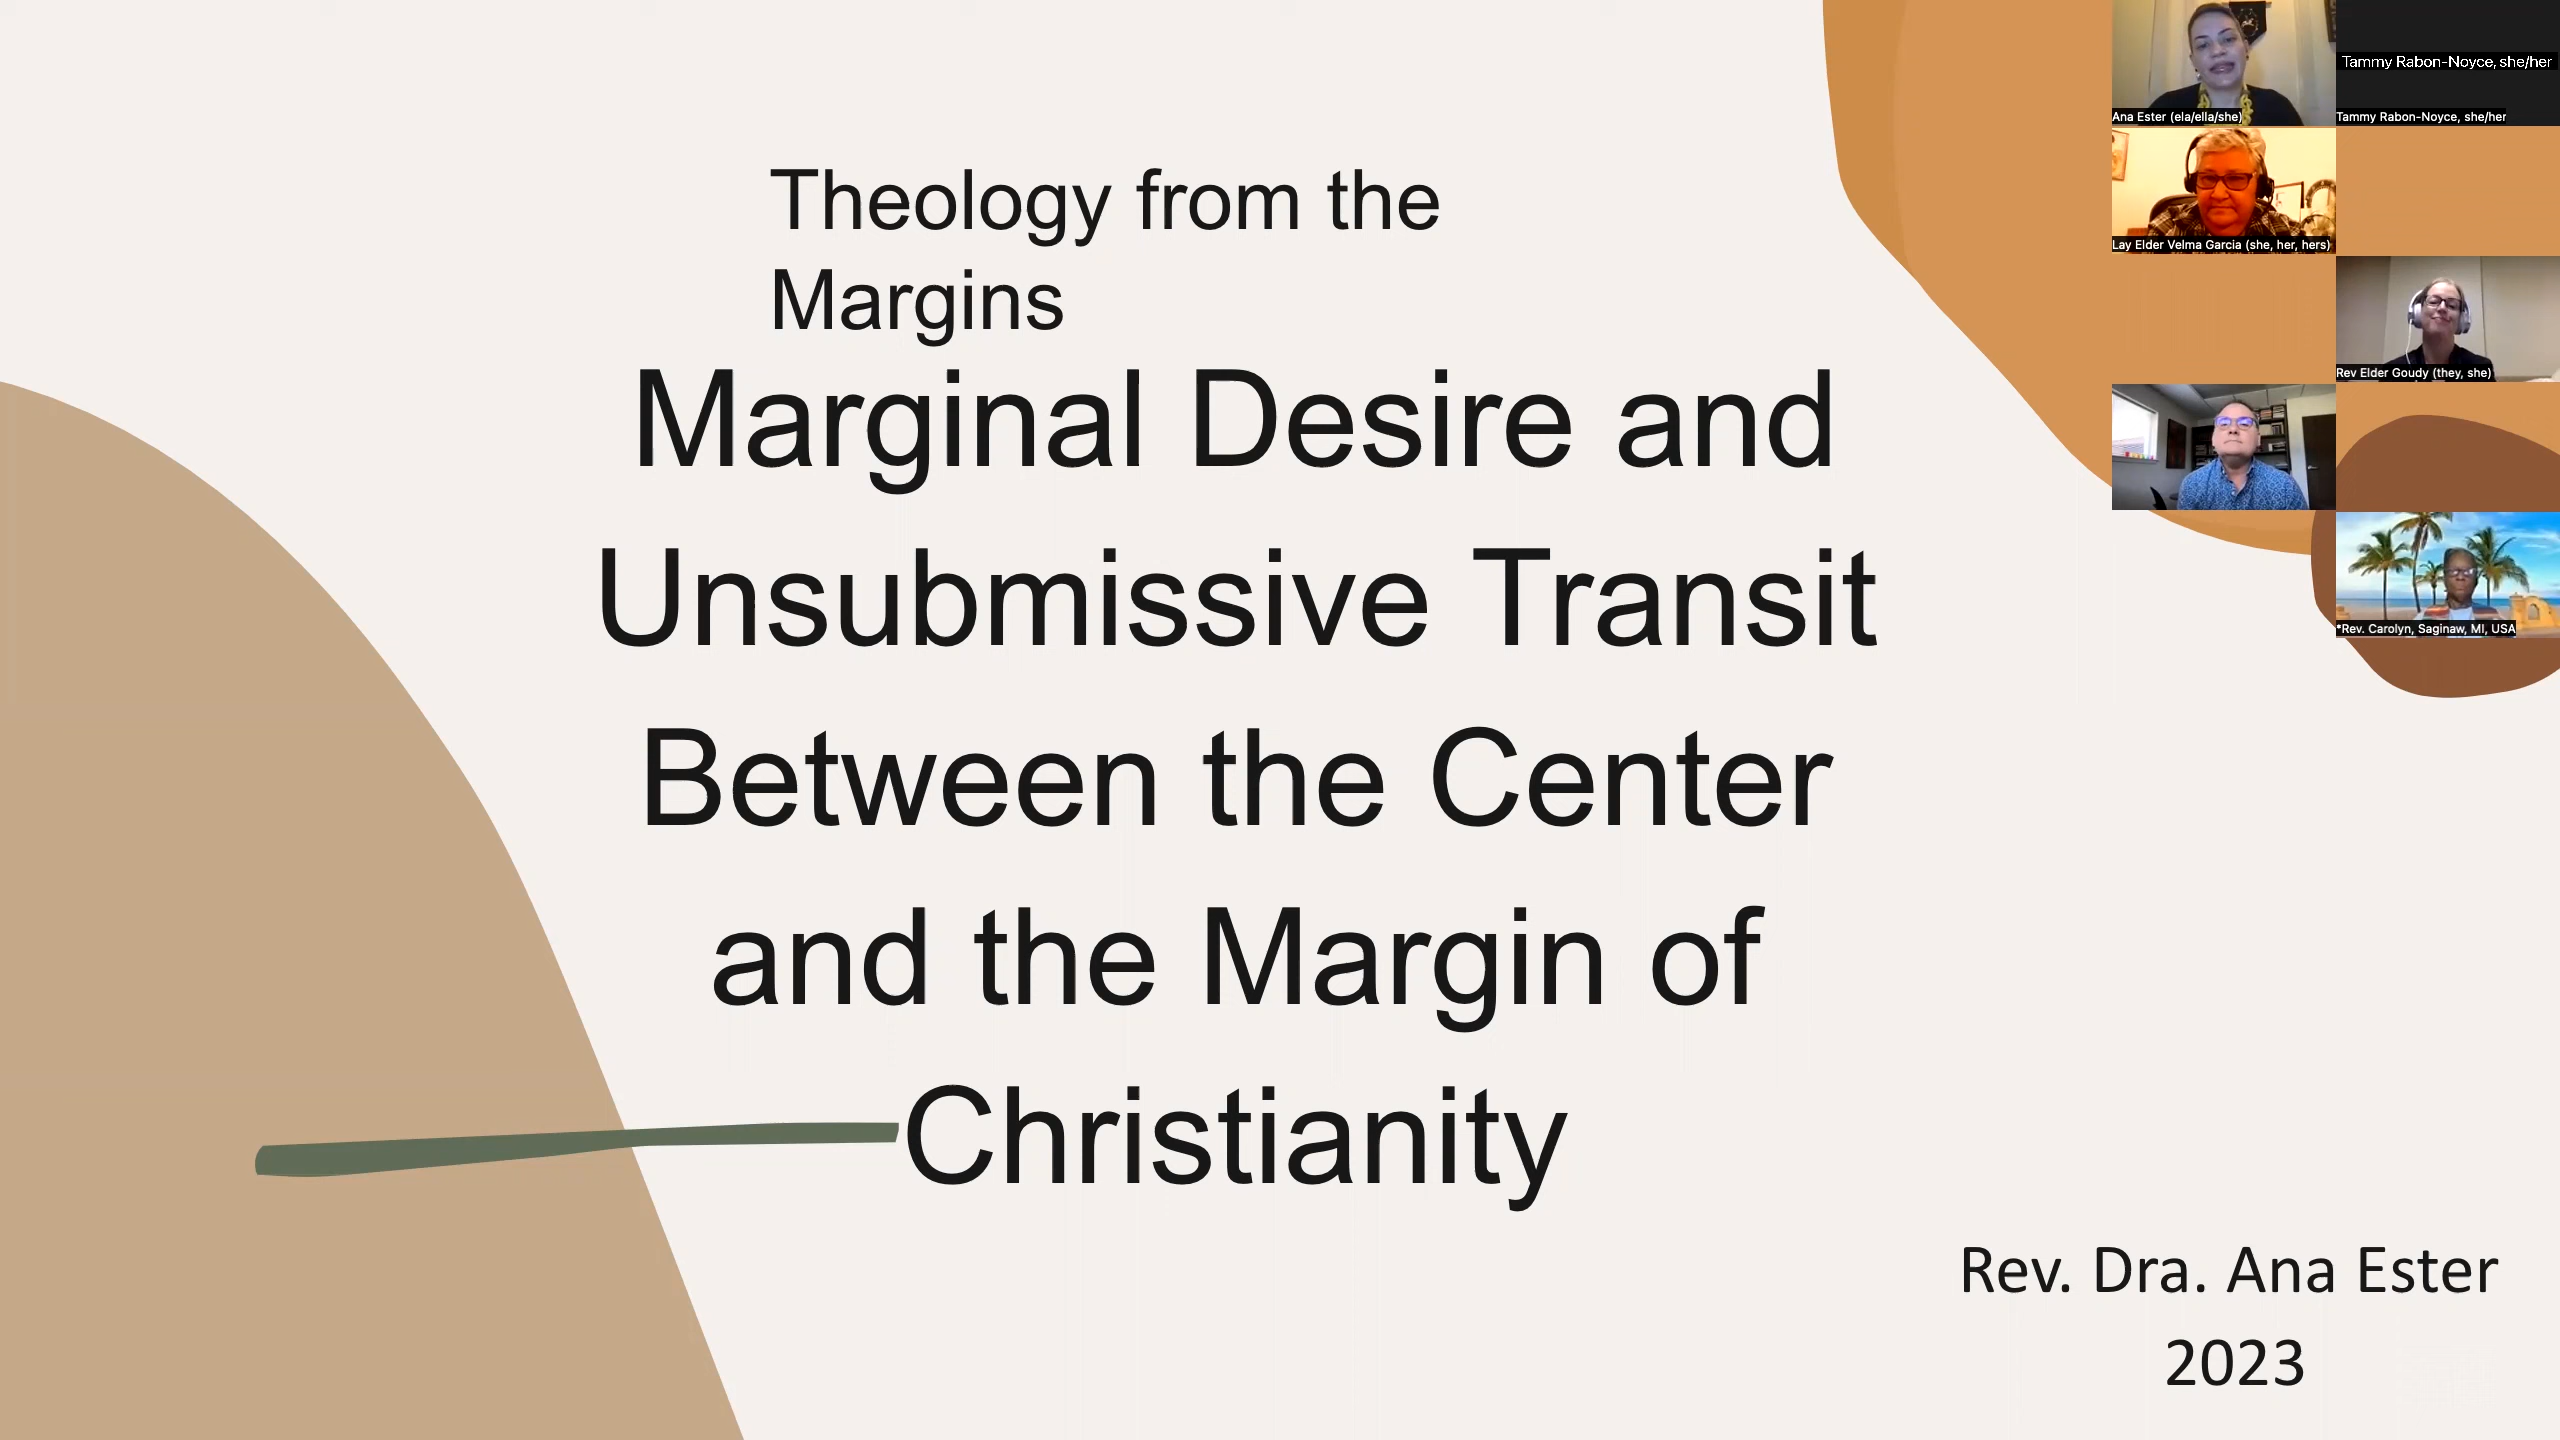 Theology from the
Margins
Marginal Desire and
Unsubmissive Transit
Between the Center
and the Margin of
Christianity
Rev. Dra. Ana Ester
2023
Ana Ester (ela/ella/she)
Tammy Rabon-Noyce, she/her
Tammy Rabon-Noyce, she/her
Lay Elder Velma Garcia (she, her, hers)
Rev Elder Goudy (they, she)
*Rev. Carolyn, Saginaw, MI, USA